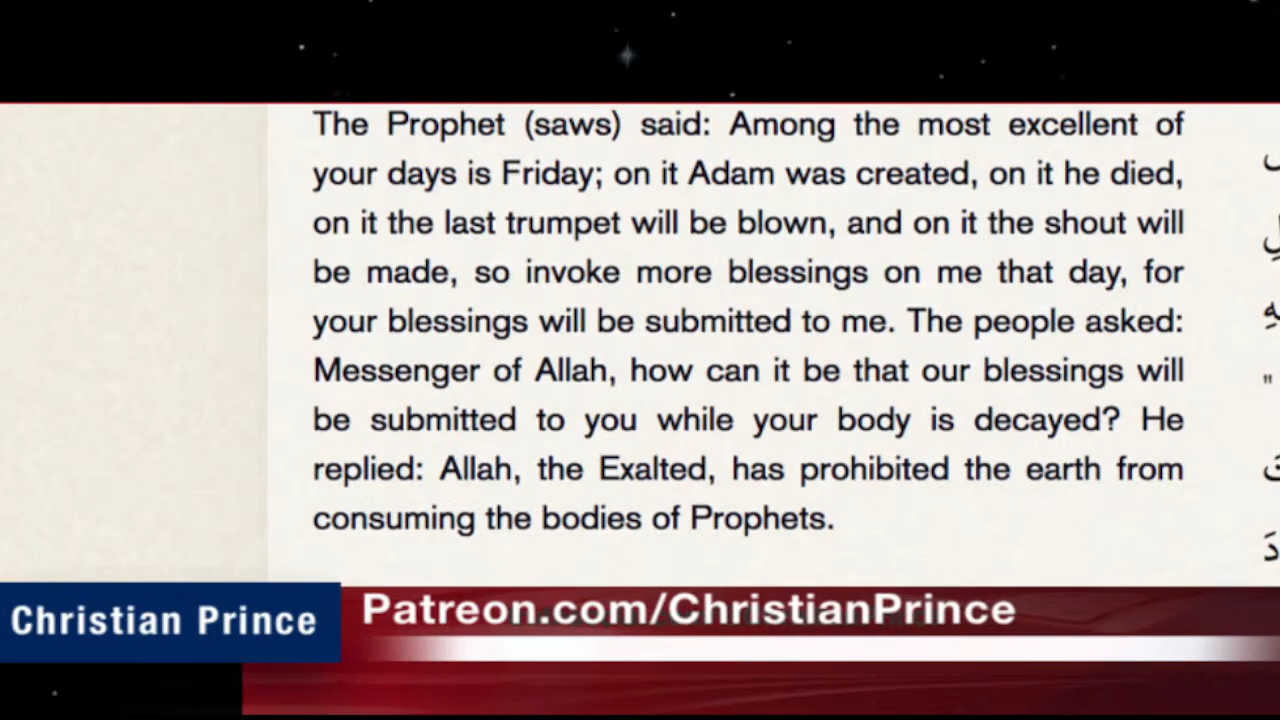 The Prophet (saws) said: Among the most excellent of
your days is Friday; on it Adam was created, on it he died,
on it the last trumpet will be blown, and on it the shout will
be made, so invoke more blessings on me that day, for
your blessings will be submitted to me. The people asked:
Messenger of Allah, how can it be that our blessings will
be submitted to you while your body is decayed? He
replied: Allah, the Exalted, has prohibited the earth from
consuming the bodies of Prophets.
Christian Prince
Patreon.com/ChristianPrince